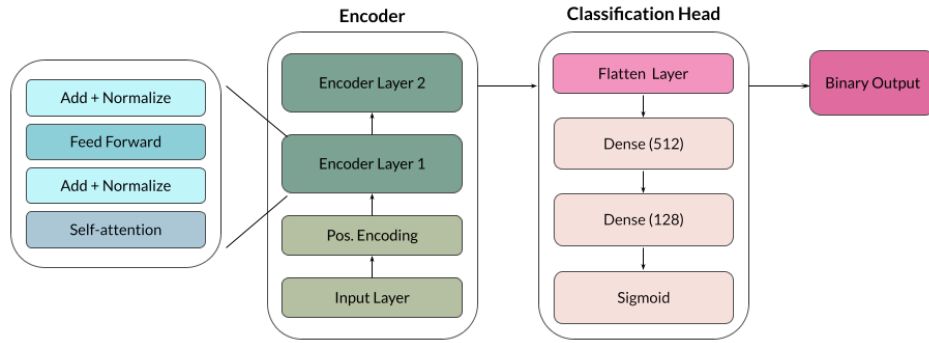 Add + Normalize
Feed Forward
Add + Normalize
Self-attention
Encoder
Encoder Layer 2
Encoder Layer 1
Pos. Encoding
Input Layer
Classification Head
Flatten Layer
Dense (512)
Dense (128)
Sigmoid
Binary Output